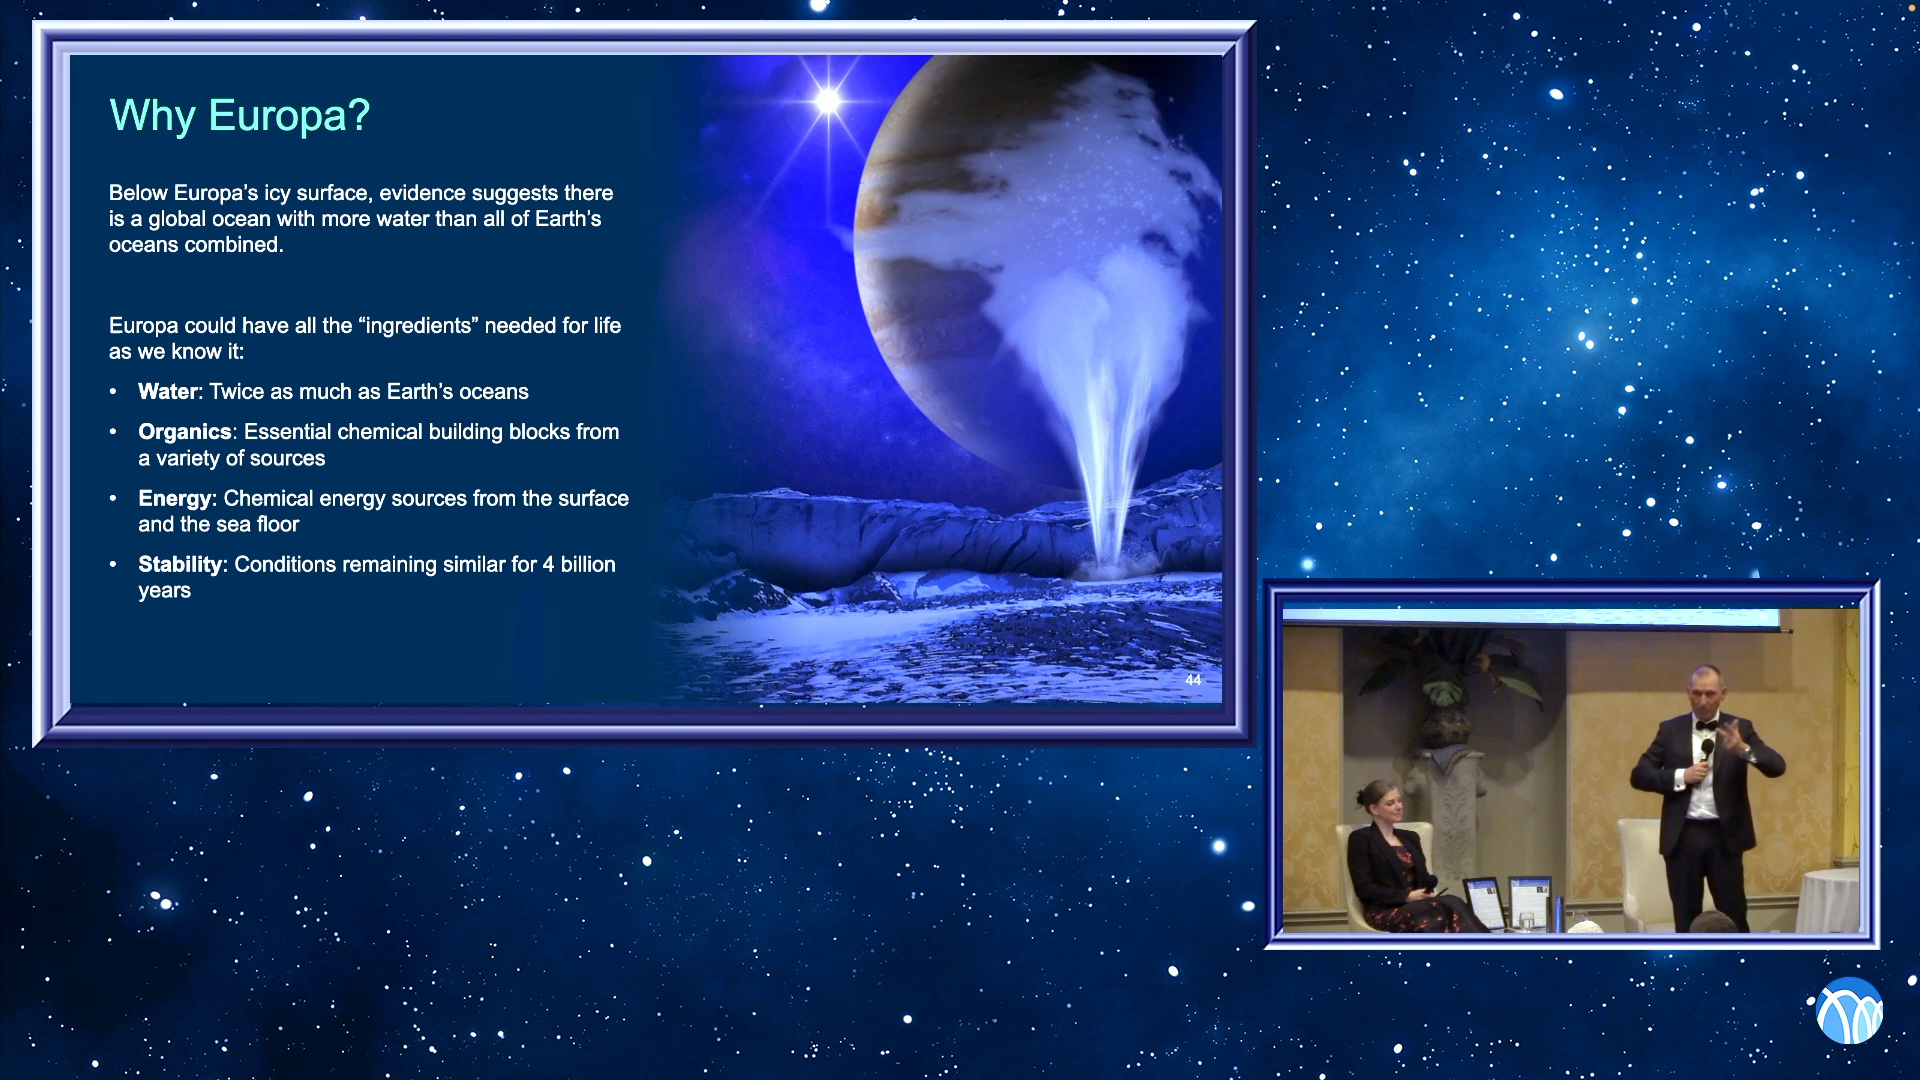 Why Europa?
Below Europa’s icy surface, evidence suggests there
is a global ocean with more water than all of Earth’s
oceans combined.
Europa could have all the “ingredients” needed for life
as we know it:
• Water: Twice as much as Earth’s oceans
• Organics: Essential chemical building blocks from
a variety of sources
• Energy: Chemical energy sources from the surface
and the sea floor
• Stability: Conditions remaining similar for 4 billion
years
44